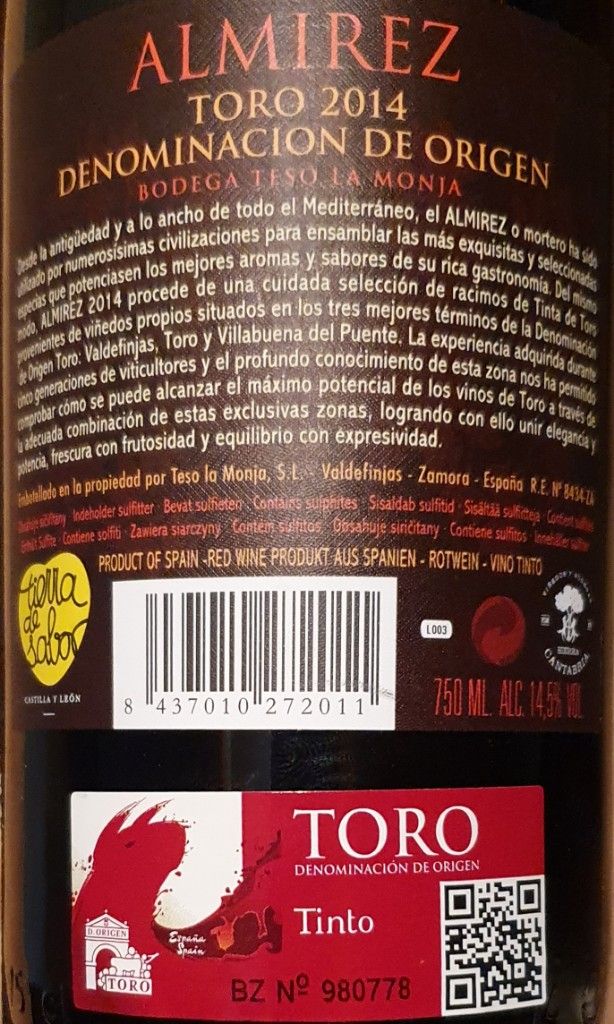 ALMIREZ
TORO 2014
DENOMINACION DE ORIGEN
BODEGA TESO LA MONJA
Desde la antigüedad y a lo ancho de todo el Mediterráneo, el ALMIREZ o mortero ha sido
utilizado por numerosísimas civilizaciones para ensamblar las más exquisitas y seleccionadas
especias que potenciasen los mejores aromas y sabores de su rica gastronomía. Del mismo
modo, ALMIREZ 2014 procede de una cuidada selección de racimos de Tinta de Toro
provenientes de viñedos propios situados en los tres mejores términos de la Denominación
de Origen Toro: Valdefinjas, Toro y Villabuena del Puente. La experiencia adquirida durante
cinco generaciones de viticultores y el profundo conocimiento de esta zona nos ha permitido
comprobar cómo se puede alcanzar el máximo potencial de los vinos de Toro a través de
la adecuada combinación de estas exclusivas zonas, logrando con ello unir elegancia y
potencia, frescura con frutosidad y equilibrio con expresividad.
Embotellado en la propiedad por Teso la Monja, S.L - Valdefinjas - Zamora - España R.E. Nº 8434-ZA
Indeholder sulfitter Bevat sulfieten Contains sulphites Sisaldab sulfitid Sisältää sulfiitteja
Contiene solfiti Zawiera siarczyny Contém sulfitos Obsahuje siričitany Contiene sulfitos
PRODUCT OF SPAIN -RED WINE PRODUKT AUS SPANIEN - ROTWEIN - VINO TINTO
tierra
de
sabor
CASTILLA Y LEÓN
L003
SIERRA
CANTABRIA
8 437010 272011
750 ML. ALC. 14,5% VOL.
TORO
DENOMINACIÓN DE ORIGEN
Tinto
España
Spain
D. ORIGEN
TORO
BZ Nº 980778